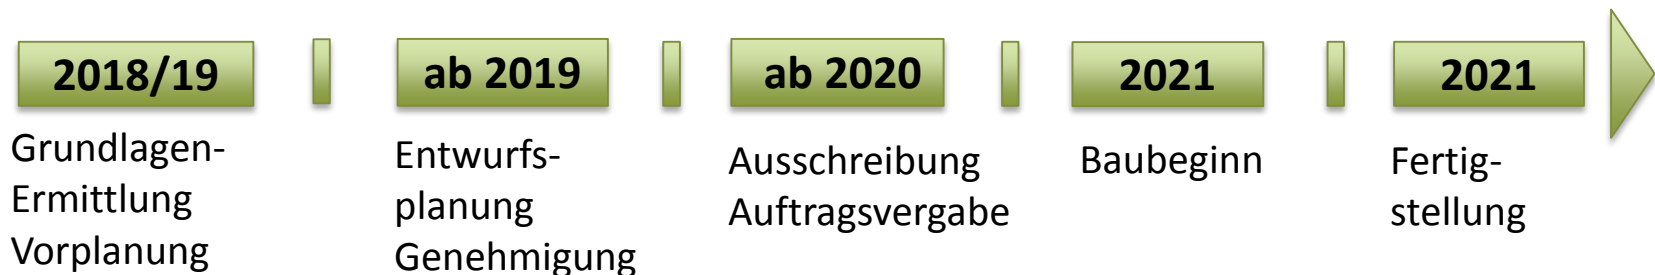 2018/19
Grundlagen-
Ermittlung
Vorplanung
ab 2019
Entwurfs-
planung
Genehmigung
ab 2020
Ausschreibung
Auftragsvergabe
2021
Baubeginn
2021
Fertig-
stellung